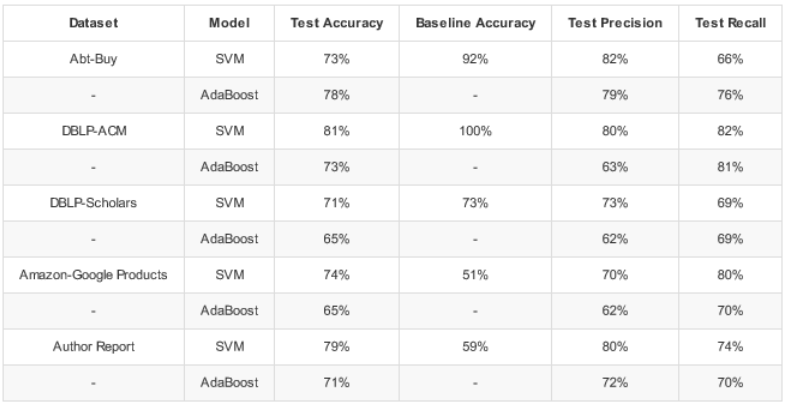 Dataset Model Test Accuracy Baseline Accuracy Test Precision Test Recall
Abt-Buy SVM 73% 92% 82% 66%
- AdaBoost 78% - 79% 76%
DBLP-ACM SVM 81% 100% 80% 82%
- AdaBoost 73% - 63% 81%
DBLP-Scholars SVM 71% 73% 73% 69%
- AdaBoost 65% - 62% 69%
Amazon-Google Products SVM 74% 51% 70% 80%
- AdaBoost 65% - 62% 70%
Author Report SVM 79% 59% 80% 74%
- AdaBoost 71% - 72% 70%